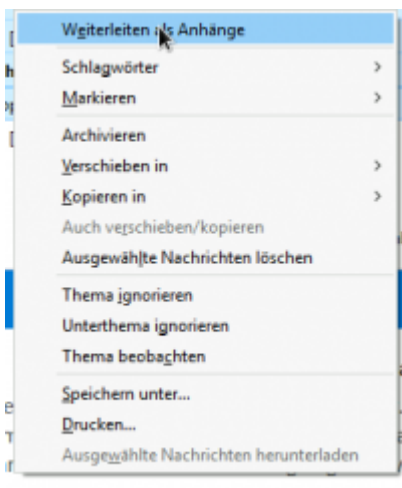 Weiterleiten als Anhänge
Schlagwörter
Markieren
Archivieren
Verschieben in
Kopieren in
Auch verschieben/kopieren
Ausgewählte Nachrichten löschen
Thema ignorieren
Unterthema ignorieren
Thema beobachten
Speichern unter...
Drucken...
Ausgewählte Nachrichten herunterladen